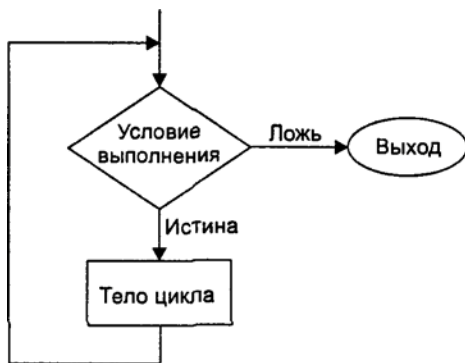 Условие
выполнения
Ложь
Выход
Истина
Тело цикла